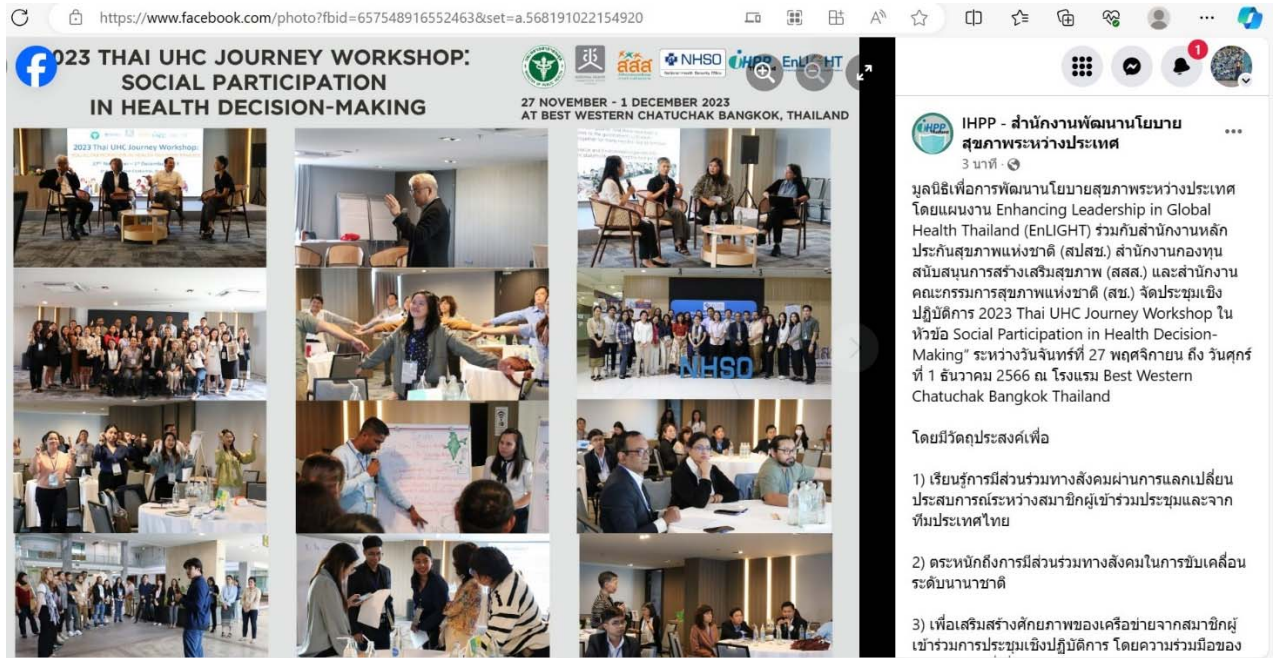 https://www.facebook.com/photo?fbid=657548916552463&set=a.568191022154920
2023 THAI UHC JOURNEY WORKSHOP:
SOCIAL PARTICIPATION
IN HEALTH DECISION-MAKING
สสส
NHSO
National Health Security Office
27 NOVEMBER - 1 DECEMBER 2023
AT BEST WESTERN CHATUCHAK BANGKOK, THAILAND
2023 Thai UHC Journey Workshop:
NHSO
1
IHPP - สำนักงานพัฒนานโยบาย
สุขภาพระหว่างประเทศ
3 นาที ·
มูลนิธิเพื่อการพัฒนานโยบายสุขภาพระหว่างประเทศ
โดยแผนงาน Enhancing Leadership in Global
Health Thailand (EnLIGHT) ร่วมกับสำนักงานหลัก
ประกันสุขภาพแห่งชาติ (สปสช.) สำนักงานกองทุน
สนับสนุนการสร้างเสริมสุขภาพ (สสส.) และสำนักงาน
คณะกรรมการสุขภาพแห่งชาติ (สช.) จัดประชุมเชิง
ปฏิบัติการ 2023 Thai UHC Journey Workshop ใน
หัวข้อ Social Participation in Health Decision-
Making" ระหว่างวันจันทร์ที่ 27 พฤศจิกายน ถึง วันศุกร์
ที่ 1 ธันวาคม 2566 ณ โรงแรม Best Western
Chatuchak Bangkok Thailand
โดยมีวัตถุประสงค์เพื่อ
1) เรียนรู้การมีส่วนร่วมทางสังคมผ่านการแลกเปลี่ยน
ประสบการณ์ระหว่างสมาชิกผู้เข้าร่วมประชุมและจาก
ทีมประเทศไทย
2) ตระหนักถึงการมีส่วนร่วมทางสังคมในการขับเคลื่อน
ระดับนานาชาติ
3) เพื่อเสริมสร้างศักยภาพของเครือข่ายจากสมาชิกผู้
เข้าร่วมการประชุมเชิงปฏิบัติการ โดยความร่วมมือของ